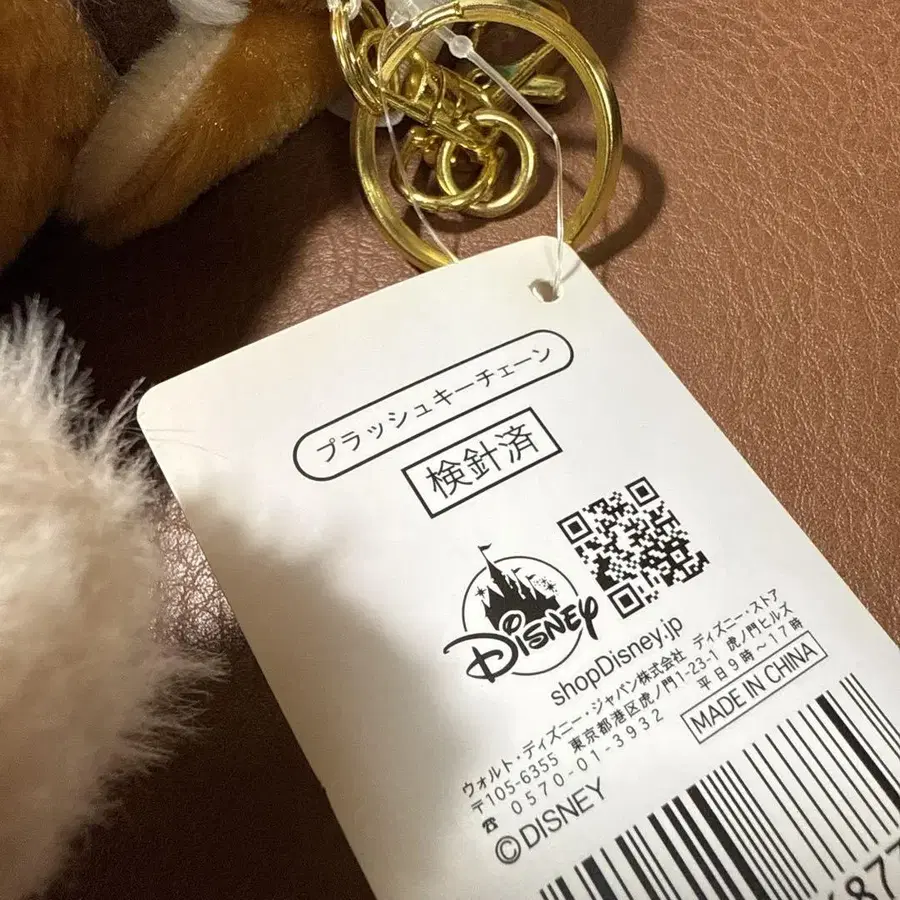 プラッシュキーチェーン
検針済
DISNEY
shopDisney.jp
ウォルト・ディズニー・ジャパン株式会社 ディズニー・ストア
〒105-6355 東京都港区虎ノ門1-23-1 虎ノ門ヒルズ
☎ 0570-01-3932 平日9時～17時
MADE IN CHINA
©DISNEY